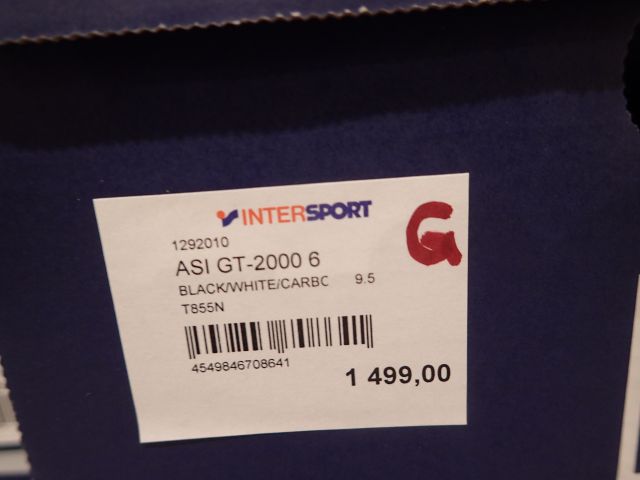 INTERSPORT
G
1292010
ASI GT-2000 6
BLACK/WHITE/CARBC 9.5
T855N
4549846708641
1 499,00